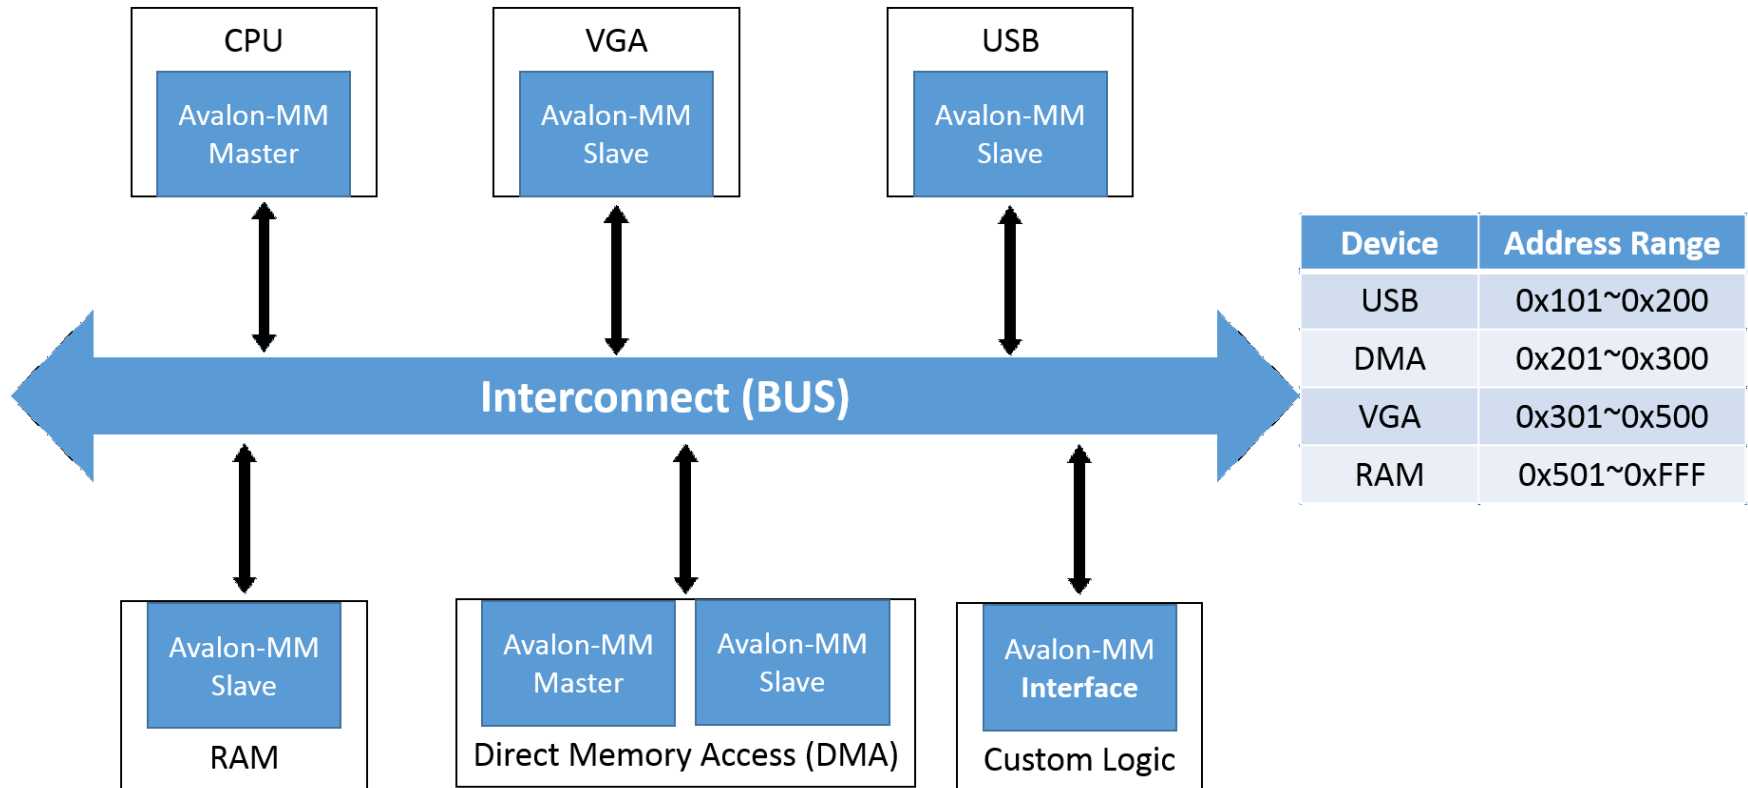 CPU
Avalon-MM
Master
VGA
Avalon-MM
Slave
USB
Avalon-MM
Slave
Interconnect (BUS)
Device Address Range
USB 0x101~0x200
DMA 0x201~0x300
VGA 0x301~0x500
RAM 0x501~0xFFF
Avalon-MM
Slave
RAM
Avalon-MM
Master
Avalon-MM
Slave
Direct Memory Access (DMA)
Avalon-MM
Interface
Custom Logic